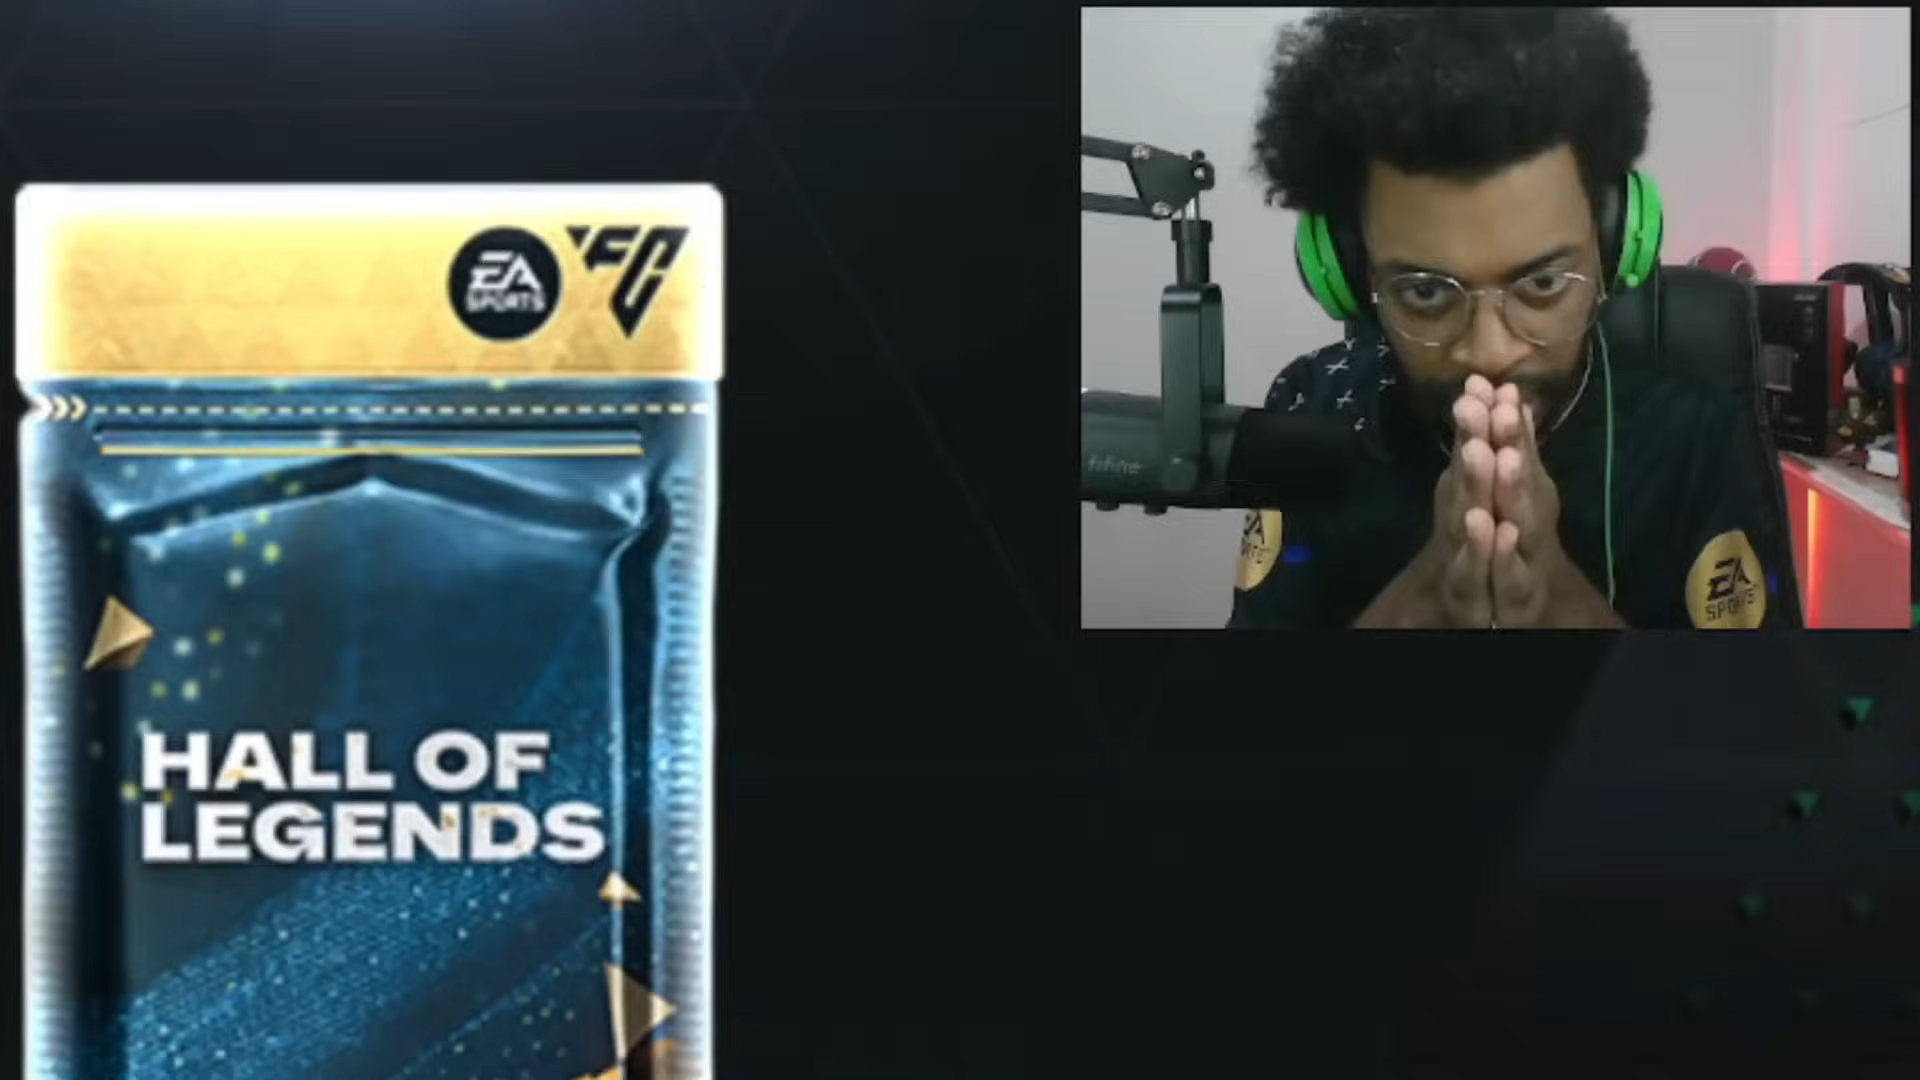 EA
SPORTS
FC
HALL OF
LEGENDS
fifine
EA
SPORTS